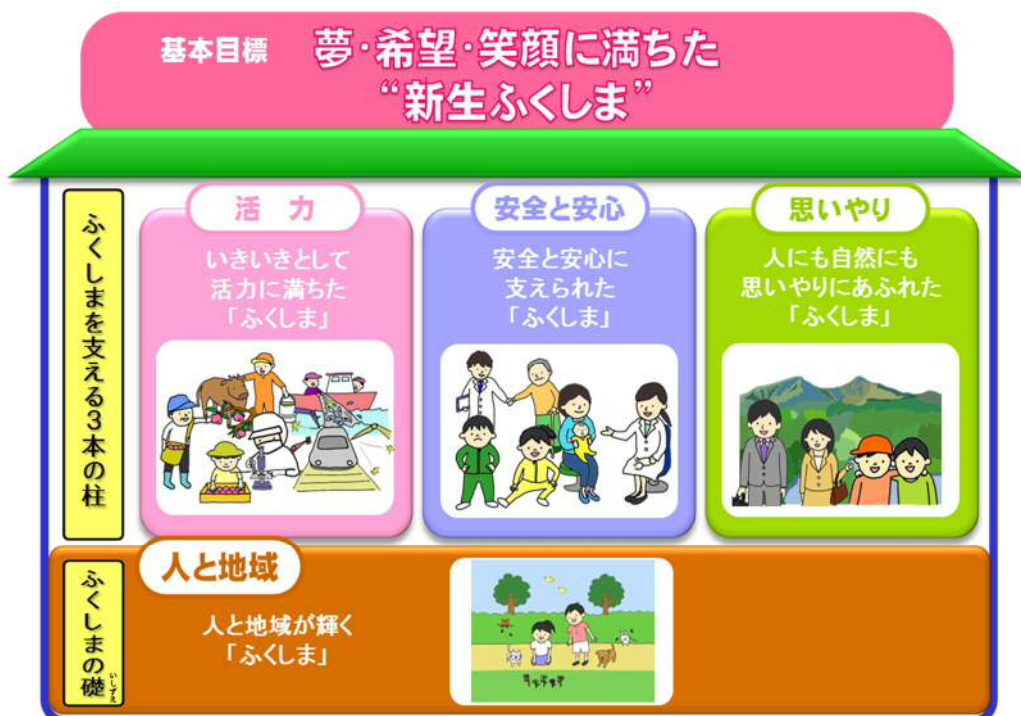 基本目標
夢・希望・笑顔に満ちた
“新生ふくしま”
ふくしまを支える3本の柱
活 力
いきいきとして
活力に満ちた
「ふくしま」
安全と安心
安全と安心に
支えられた
「ふくしま」
思いやり
人にも自然にも
思いやりにあふれた
「ふくしま」
ふくしまの礎
いしずえ
人と地域
人と地域が輝く
「ふくしま」